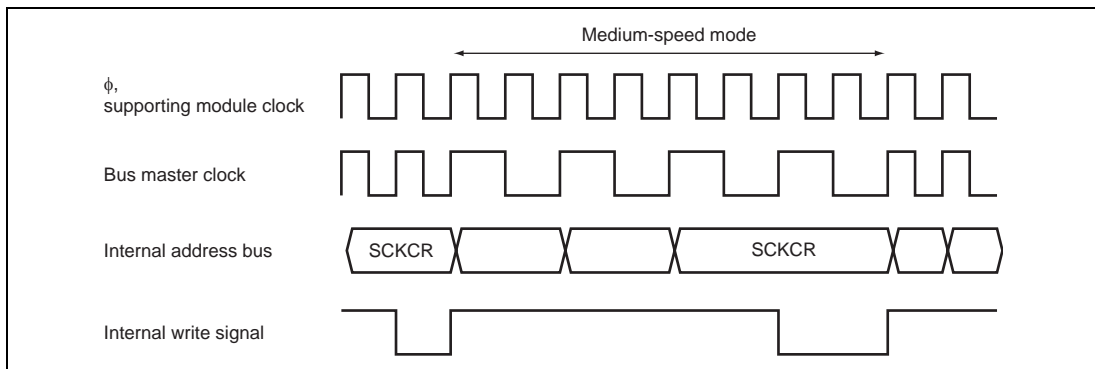 Medium-speed mode
ϕ,
supporting module clock
Bus master clock
Internal address bus
SCKCR
SCKCR
Internal write signal